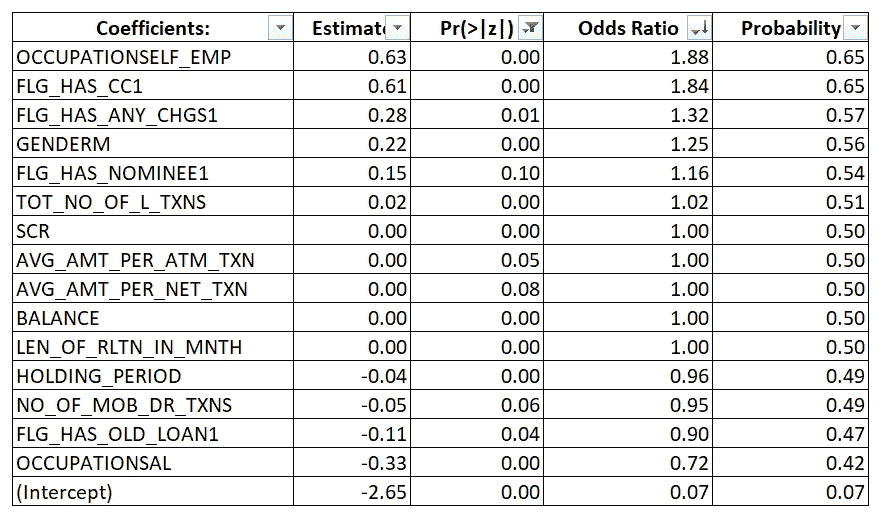 Coefficients: Estimate Pr(>|z|) Odds Ratio Probability
OCCUPATIONSELF_EMP 0.63 0.00 1.88 0.65
FLG_HAS_CC1 0.61 0.00 1.84 0.65
FLG_HAS_ANY_CHGS1 0.28 0.01 1.32 0.57
GENDERM 0.22 0.00 1.25 0.56
FLG_HAS_NOMINEE1 0.15 0.10 1.16 0.54
TOT_NO_OF_L_TXNS 0.02 0.00 1.02 0.51
SCR 0.00 0.00 1.00 0.50
AVG_AMT_PER_ATM_TXN 0.00 0.05 1.00 0.50
AVG_AMT_PER_NET_TXN 0.00 0.08 1.00 0.50
BALANCE 0.00 0.00 1.00 0.50
LEN_OF_RLTN_IN_MNTH 0.00 0.00 1.00 0.50
HOLDING_PERIOD -0.04 0.00 0.96 0.49
NO_OF_MOB_DR_TXNS -0.05 0.06 0.95 0.49
FLG_HAS_OLD_LOAN1 -0.11 0.04 0.90 0.47
OCCUPATIONSAL -0.33 0.00 0.72 0.42
(Intercept) -2.65 0.00 0.07 0.07